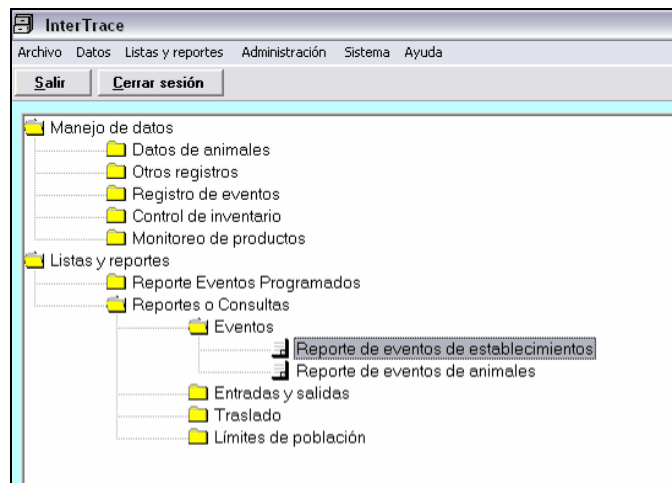 InterTrace
Archivo Datos Listas y reportes Administración Sistema Ayuda
Salir Cerrar sesión
Manejo de datos
Datos de animales
Otros registros
Registro de eventos
Control de inventario
Monitoreo de productos
Listas y reportes
Reporte Eventos Programados
Reportes o Consultas
Eventos
Reporte de eventos de establecimientos
Reporte de eventos de animales
Entradas y salidas
Traslado
Límites de población